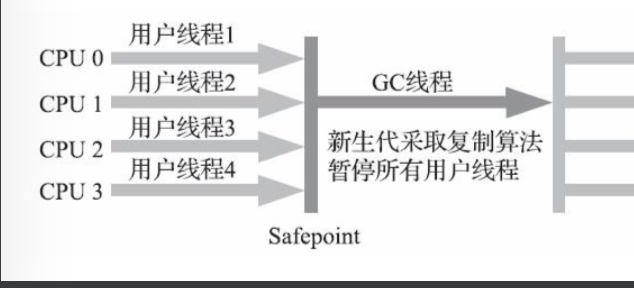 用户线程1
CPU 0
用户线程2
CPU 1
用户线程3
CPU 2
用户线程4
CPU 3
GC线程
新生代采取复制算法
暂停所有用户线程
Safepoint